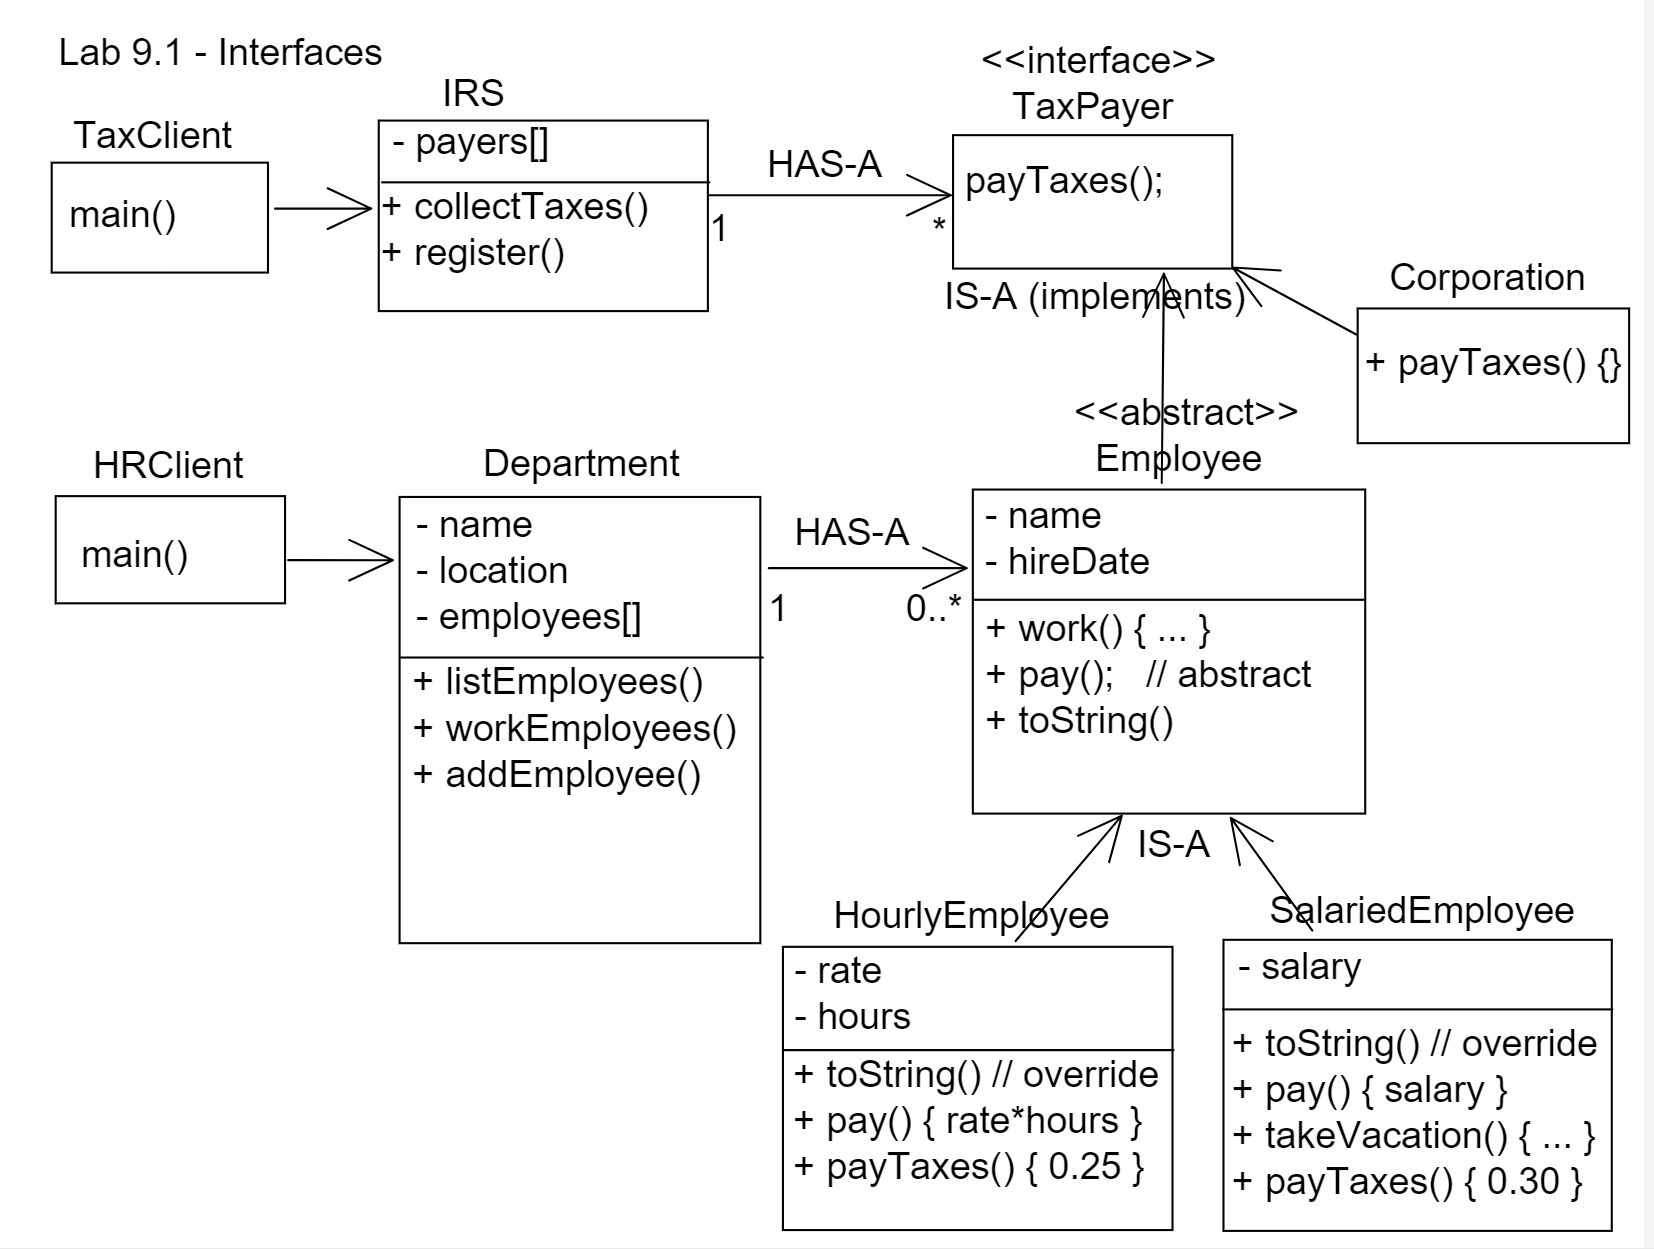 Lab 9.1 - Interfaces
TaxClient
main()
IRS
- payers[]
+ collectTaxes()
+ register()
HAS-A
1
*
<<interface>>
TaxPayer
payTaxes();
IS-A (implements)
Corporation
+ payTaxes() {}
HRClient
main()
Department
- name
- location
- employees[]
+ listEmployees()
+ workEmployees()
+ addEmployee()
HAS-A
1
0..*
<<abstract>>
Employee
- name
- hireDate
+ work() { ... }
+ pay();   // abstract
+ toString()
IS-A
HourlyEmployee
- rate
- hours
+ toString() // override
+ pay() { rate*hours }
+ payTaxes() { 0.25 }
SalariedEmployee
- salary
+ toString() // override
+ pay() { salary }
+ takeVacation() { ... }
+ payTaxes() { 0.30 }